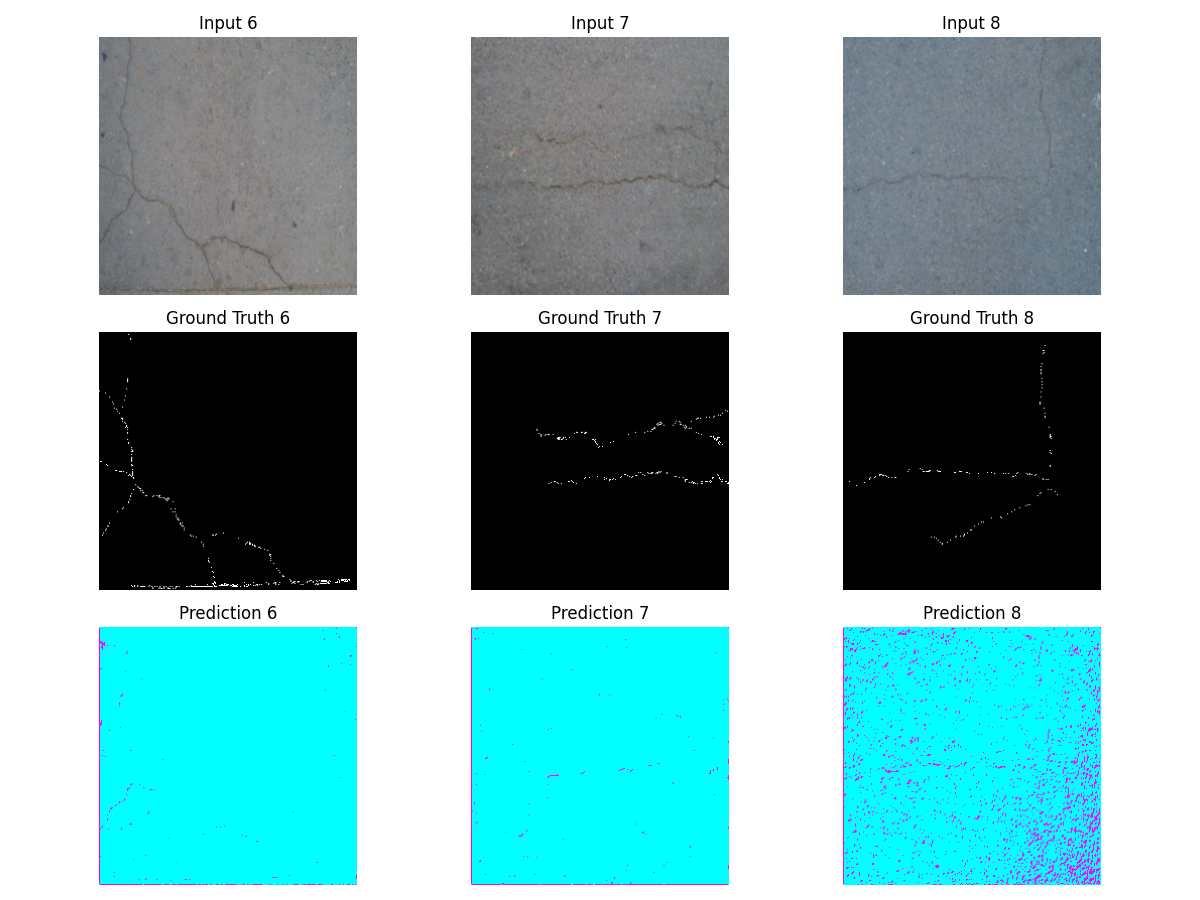 Input 6
Input 7
Input 8
Ground Truth 6
Ground Truth 7
Ground Truth 8
Prediction 6
Prediction 7
Prediction 8